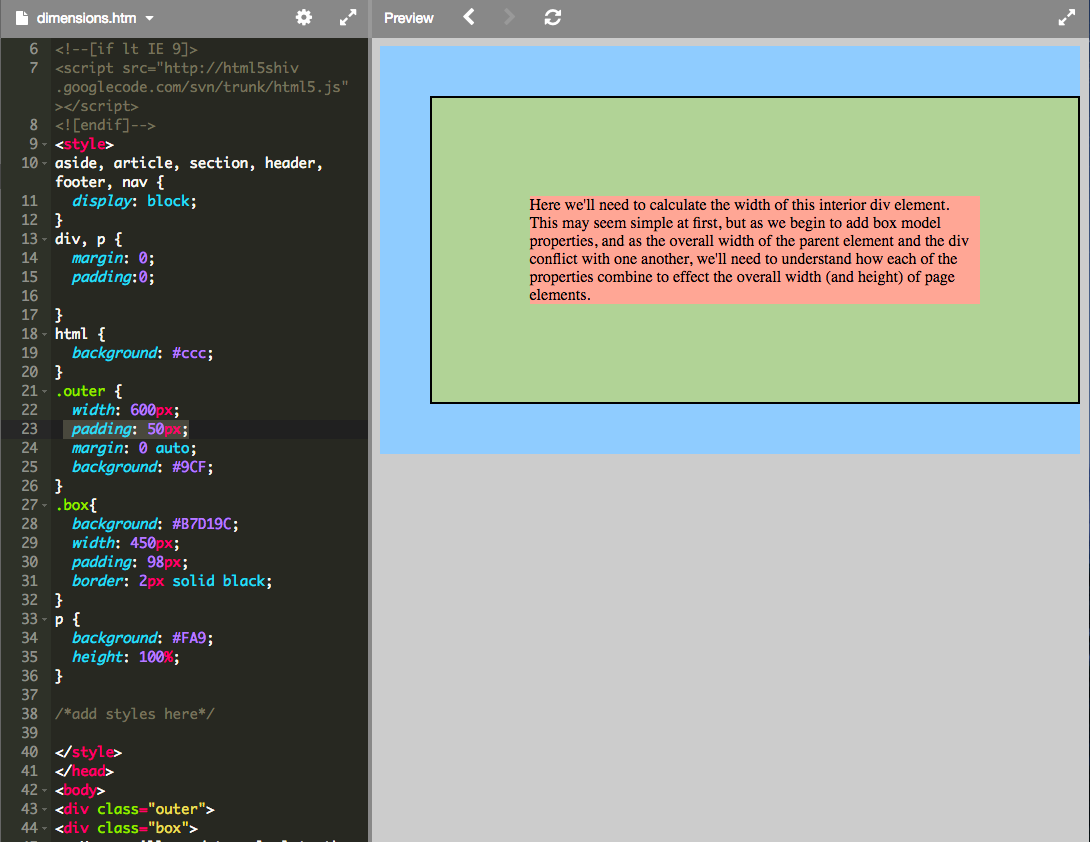 dimensions.htm
Preview
6 <!--[if lt IE 9]>
7 <script src="http://html5shiv
.googlecode.com/svn/trunk/html5.js"
></script>
8 <![endif]-->
9 <style>
10 aside, article, section, header,
footer, nav {
11 display: block;
12 }
13 div, p {
14 margin: 0;
15 padding:0;
16
17 }
18 html {
19 background: #ccc;
20 }
21 .outer {
22 width: 600px;
23 padding: 50px;
24 margin: 0 auto;
25 background: #9CF;
26 }
27 .box{
28 background: #B7D19C;
29 width: 450px;
30 padding: 98px;
31 border: 2px solid black;
32 }
33 p {
34 background: #FA9;
35 height: 100%;
36 }
37
38 /*add styles here*/
39
40 </style>
41 </head>
42 <body>
43 <div class="outer">
44 <div class="box">
Here we'll need to calculate the width of this interior div element.
This may seem simple at first, but as we begin to add box model
properties, and as the overall width of the parent element and the div
conflict with one another, we'll need to understand how each of the
properties combine to effect the overall width (and height) of page
elements.